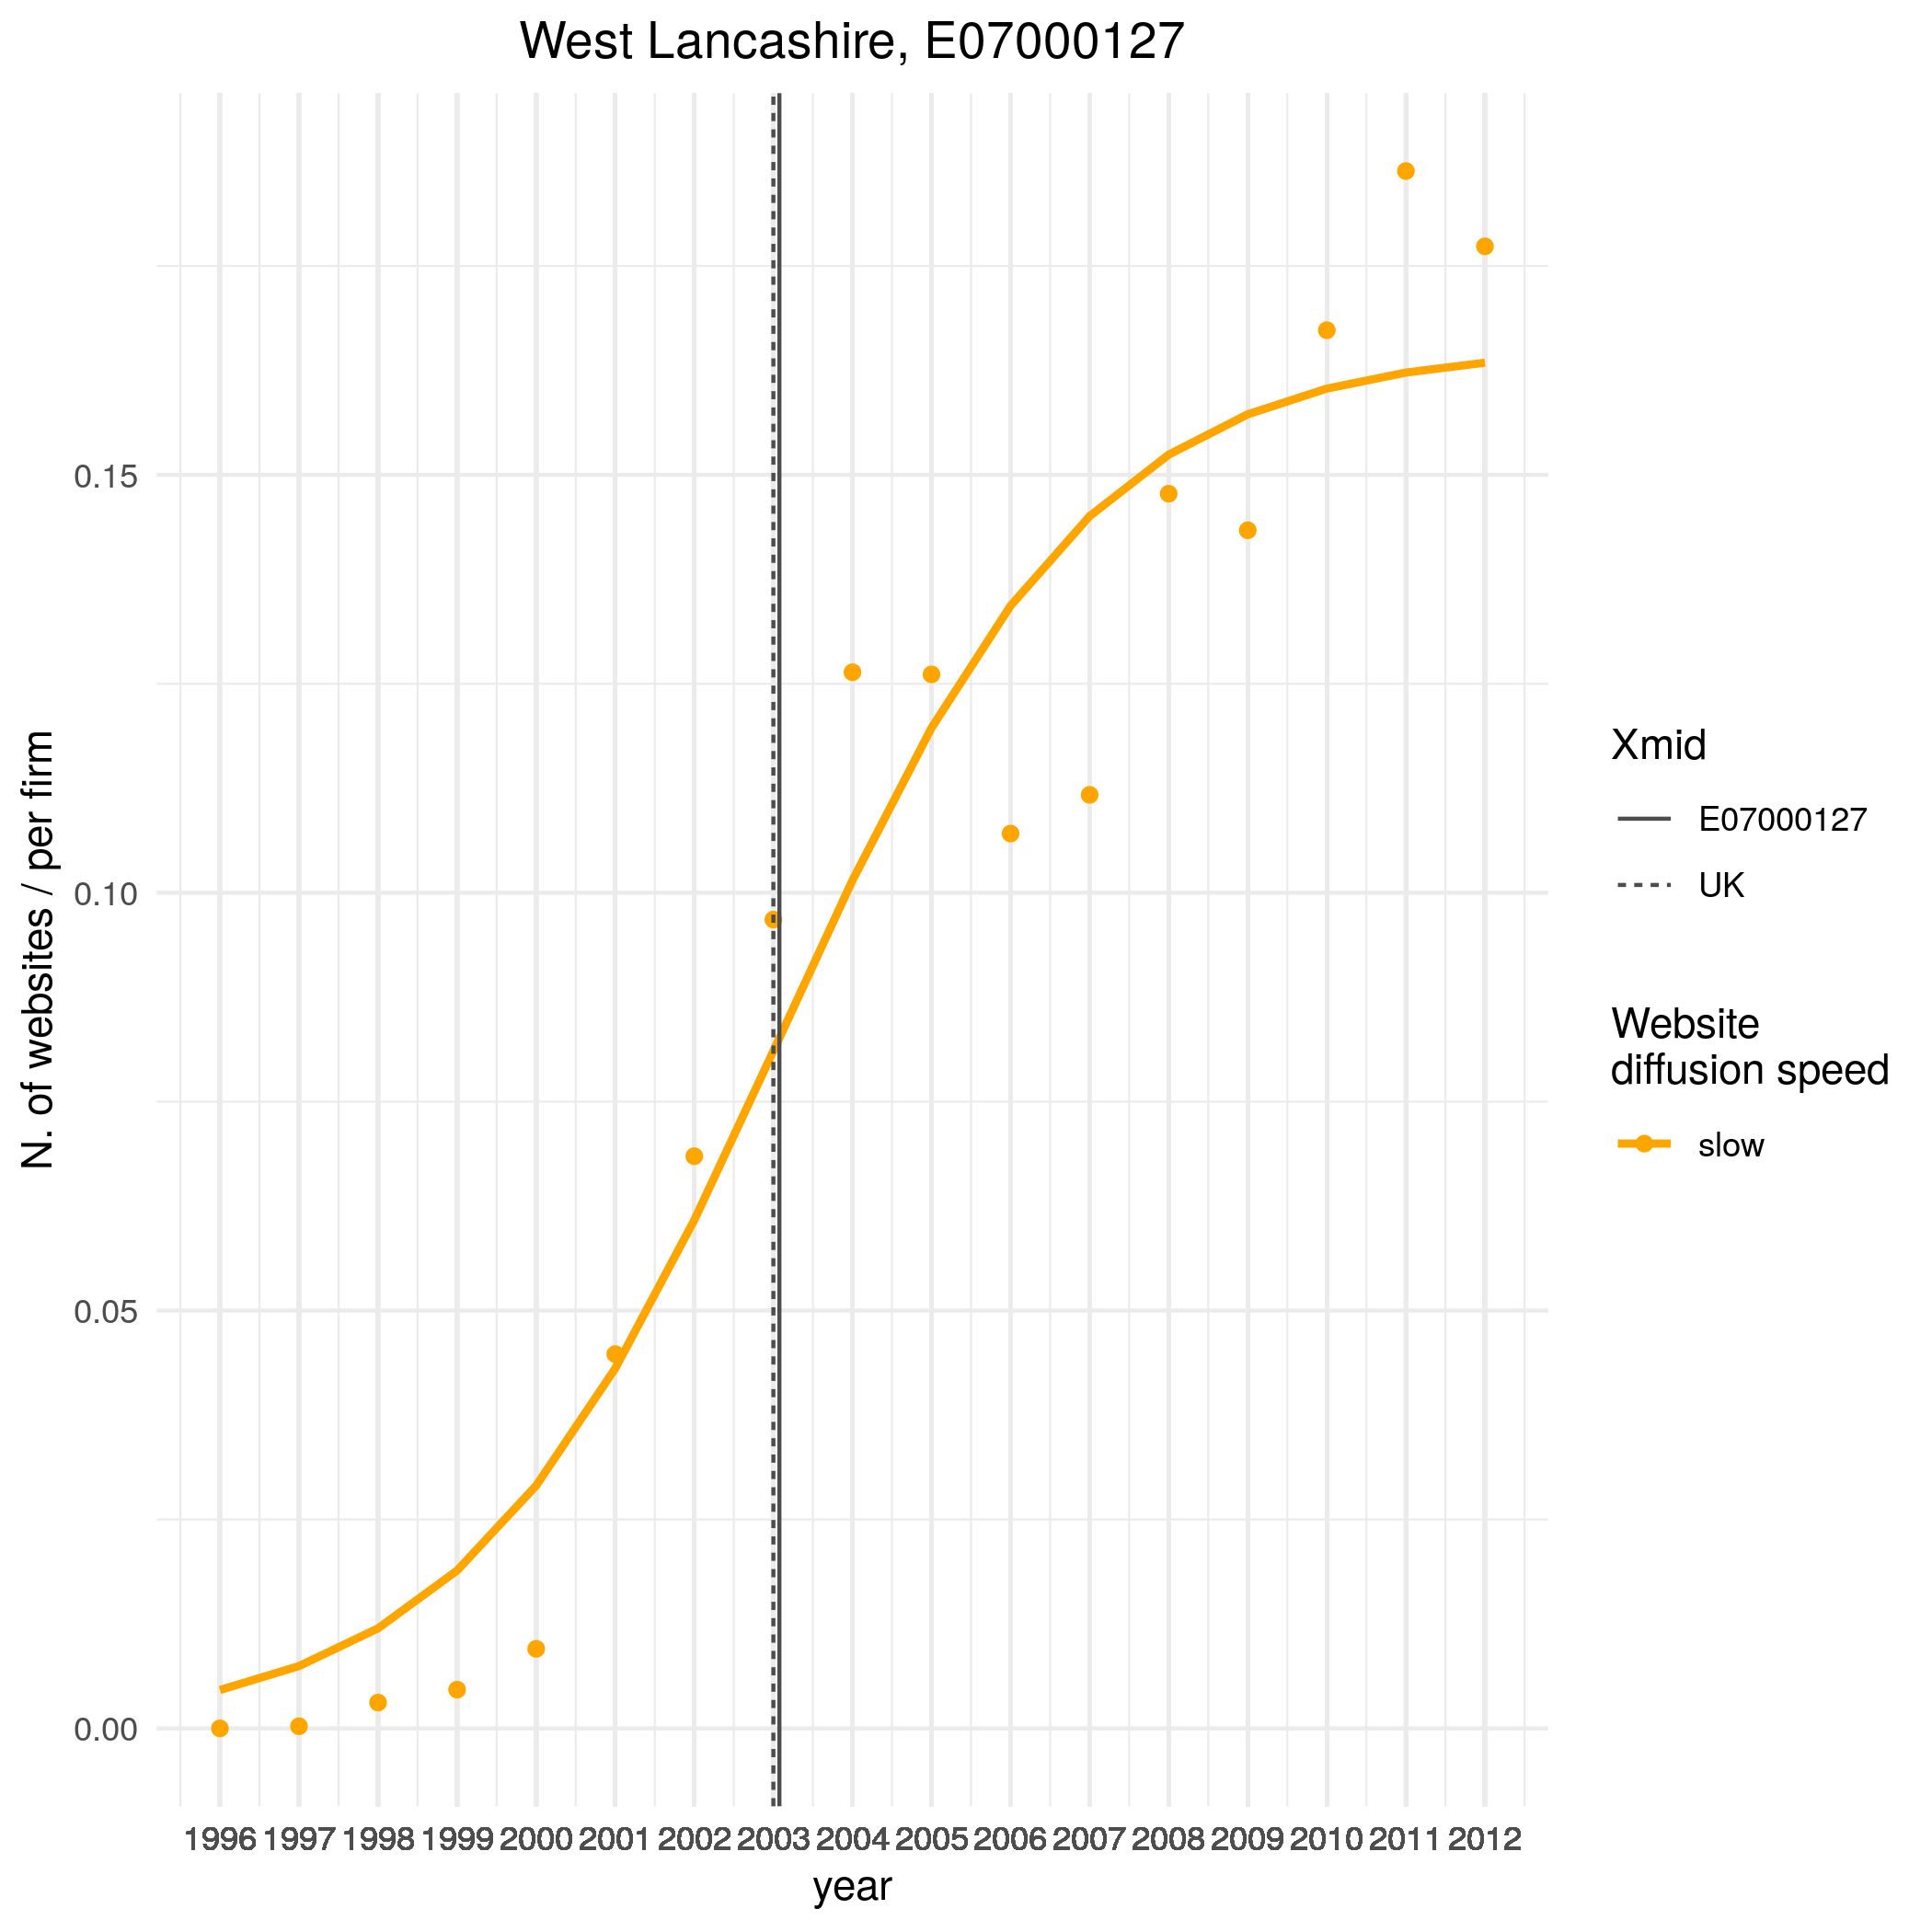 West Lancashire, E07000127
N. of websites / per firm
0.15
0.10
0.05
0.00
1996 1997 1998 1999 2000 2001 2002 2003 2004 2005 2006 2007 2008 2009 2010 2011 2012
year
Xmid
E07000127
UK
Website
diffusion speed
slow